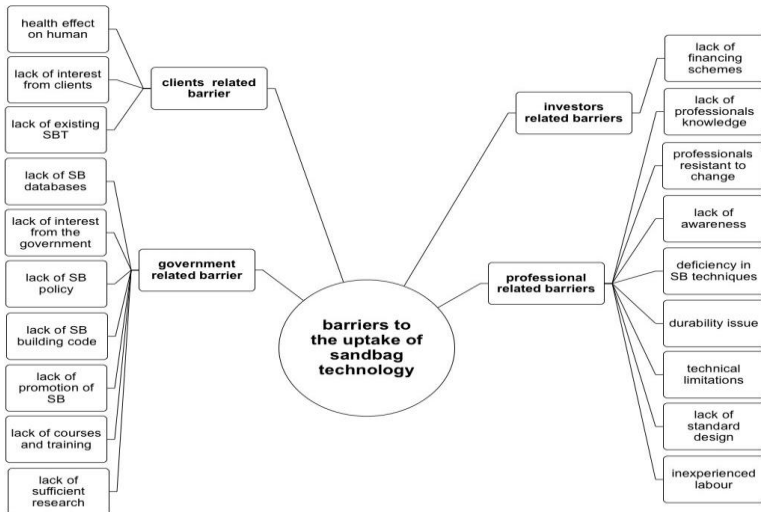 health effect
on human
lack of interest
from clients
lack of existing
SBT
clients related
barrier
lack of SB
databases
lack of interest
from the
government
lack of SB
policy
lack of SB
building code
lack of
promotion of
SB
lack of courses
and training
lack of
sufficient
research
government
related barrier
barriers to
the uptake of
sandbag
technology
investors
related barriers
lack of
financing
schemes
professional
related barriers
lack of
professionals
knowledge
professionals
resistant to
change
lack of
awareness
deficiency in
SB techniques
durability issue
technical
limitations
lack of
standard
design
inexperienced
labour